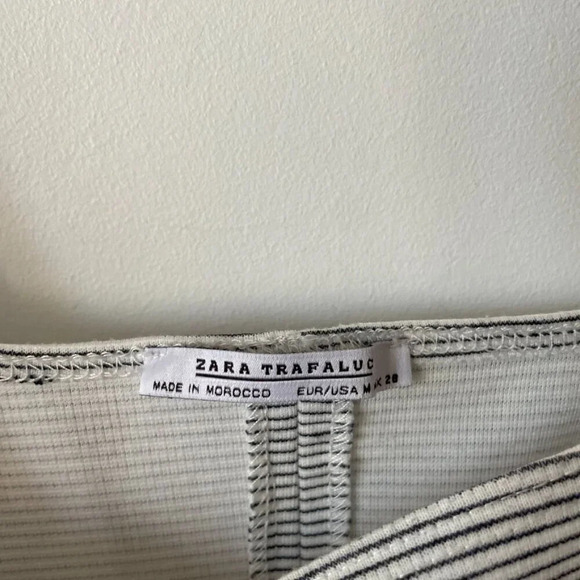 ZARA TRAFALUC
MADE IN MOROCCO EUR/USA M 28